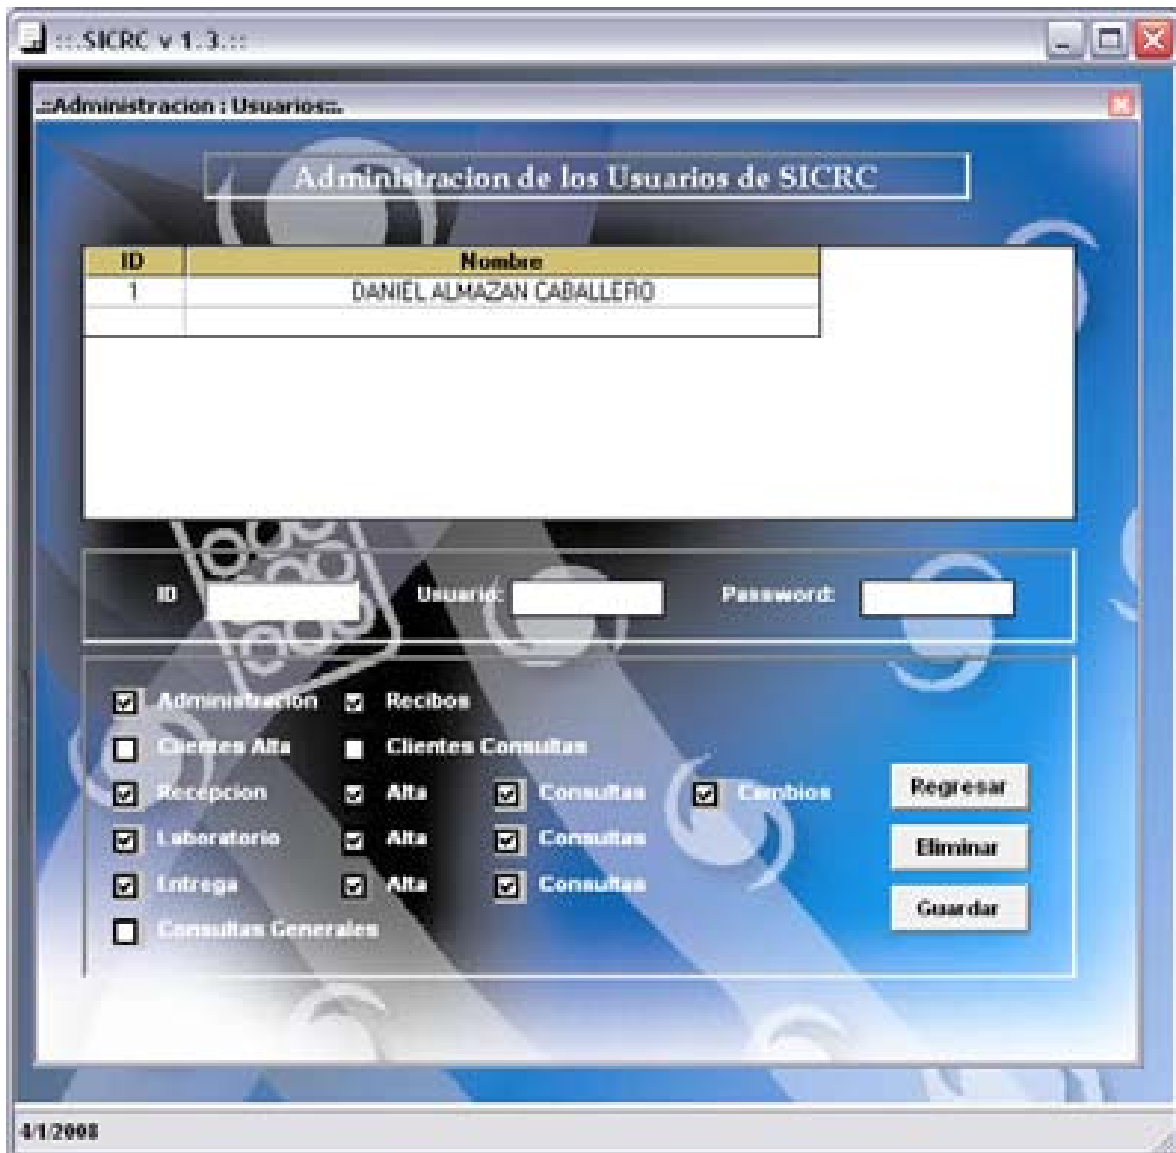 ::.SICRC v 1.3.::
.::Administracion : Usuarios::.
Administracion de los Usuarios de SICRC
ID Nombre
1 DANIEL ALMAZAN CABALLERO
ID Usuario: Password:
Administración Recibos
Clientes Alta Clientes Consultas
Recepcion Alta Consultas Cambios
Regresar
Laboratorio Alta Consultas
Eliminar
Entrega Alta Consultas
Guardar
Consultas Generales
4/1/2008